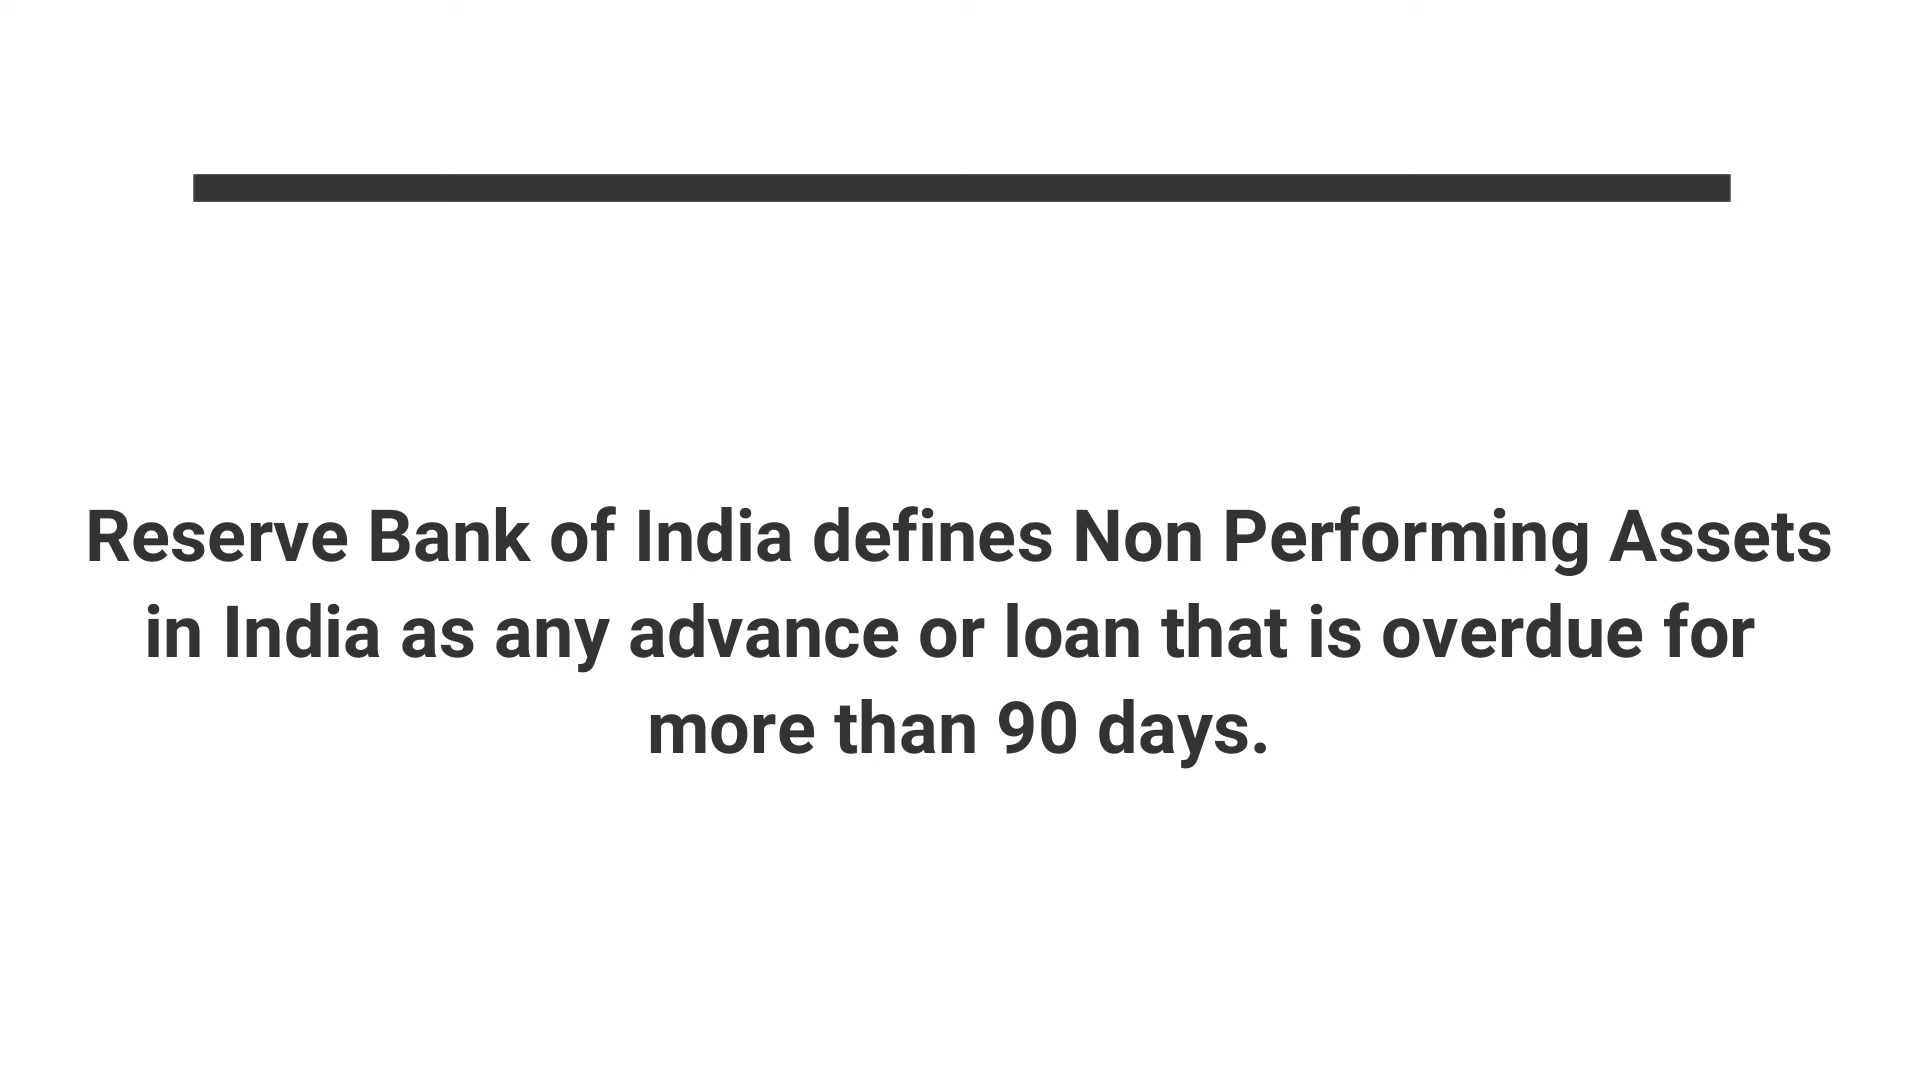 Reserve Bank of India defines Non Performing Assets
in India as any advance or loan that is overdue for
more than 90 days.